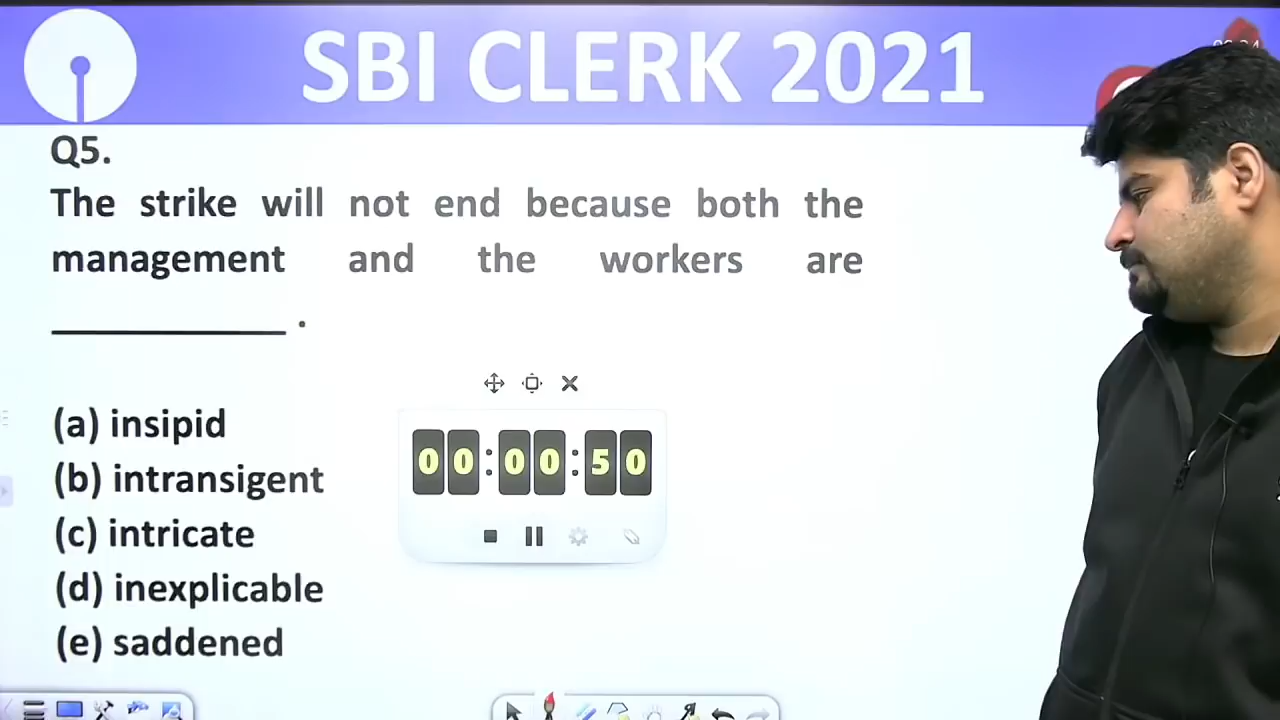 SBI CLERK 2021
Q5.
The strike will not end because both the
management and the workers are
____________ .
(a) insipid
(b) intransigent
(c) intricate
(d) inexplicable
(e) saddened
00:00:50